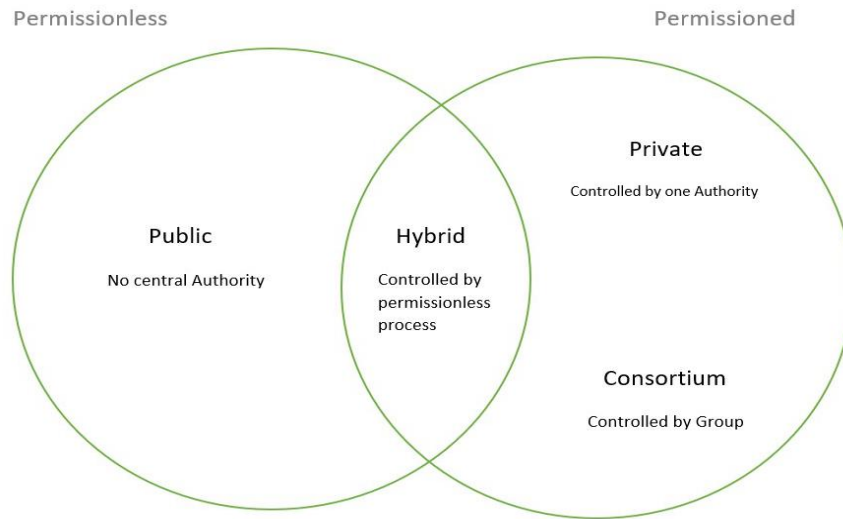 Permissionless
Permissioned
Public
No central Authority
Hybrid
Controlled by
permissionless
process
Private
Controlled by one Authority
Consortium
Controlled by Group